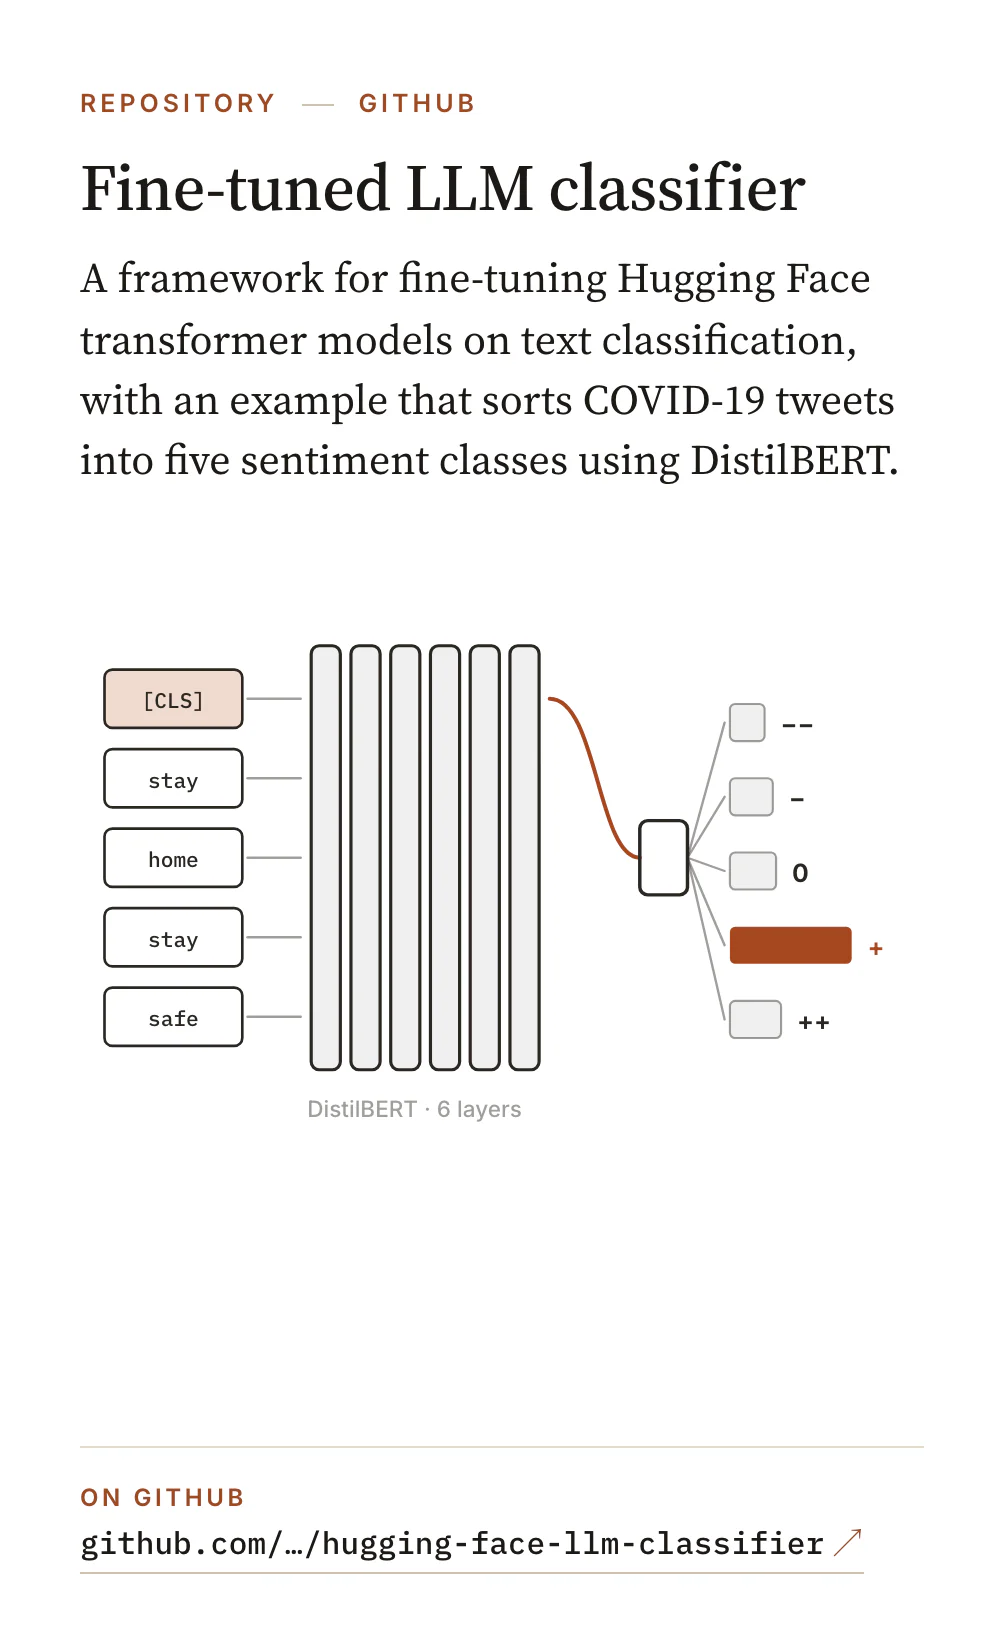 REPOSITORY — GITHUB
Fine-tuned LLM classifier
A framework for fine-tuning Hugging Face
transformer models on text classification,
with an example that sorts COVID-19 tweets
into five sentiment classes using DistilBERT.
[CLS]
stay
home
stay
safe
DistilBERT · 6 layers
--
-
0
+
++
ON GITHUB
github.com/…/hugging-face-llm-classifier ↗